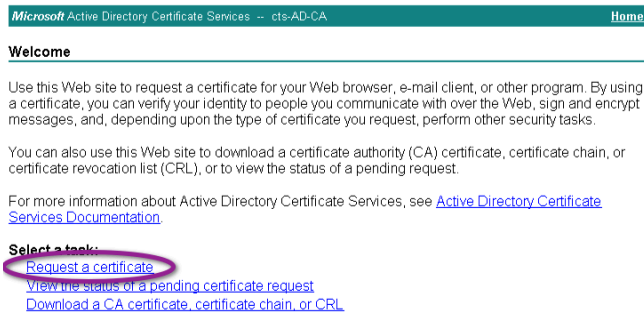 Microsoft Active Directory Certificate Services -- cts-AD-CA Home
Welcome
Use this Web site to request a certificate for your Web browser, e-mail client, or other program. By using
a certificate, you can verify your identity to people you communicate with over the Web, sign and encrypt
messages, and, depending upon the type of certificate you request, perform other security tasks.
You can also use this Web site to download a certificate authority (CA) certificate, certificate chain, or
certificate revocation list (CRL), or to view the status of a pending request.
For more information about Active Directory Certificate Services, see Active Directory Certificate
Services Documentation.
Select a task:
Request a certificate
View the status of a pending certificate request
Download a CA certificate, certificate chain, or CRL